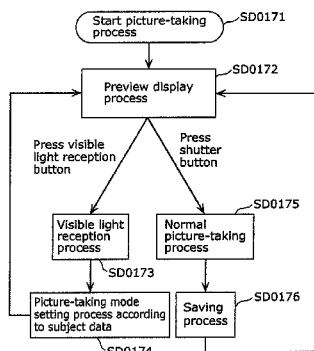 Start picture-taking
process
SD0171
SD0172
Preview display
process
Press visible
light reception
button
Press
shutter
button
SD0175
Visible light
reception
process
Normal
picture-taking
process
SD0173
SD0176
Picture-taking mode
setting process according
to subject data
Saving
process
SD0174